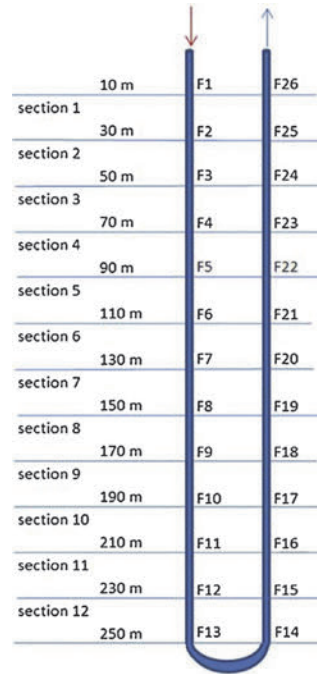 10 m F1 F26
section 1
30 m F2 F25
section 2
50 m F3 F24
section 3
70 m F4 F23
section 4
90 m F5 F22
section 5
110 m F6 F21
section 6
130 m F7 F20
section 7
150 m F8 F19
section 8
170 m F9 F18
section 9
190 m F10 F17
section 10
210 m F11 F16
section 11
230 m F12 F15
section 12
250 m F13 F14